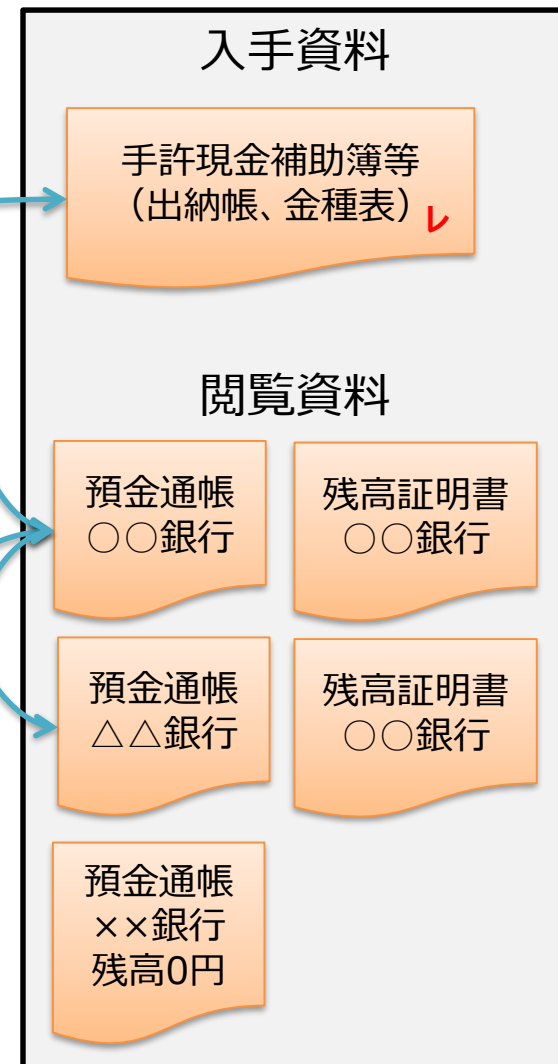 入手資料
手許現金補助簿等
（出納帳、金種表）レ
閲覧資料
預金通帳
○○銀行
残高証明書
○○銀行
預金通帳
△△銀行
残高証明書
○○銀行
預金通帳
××銀行
残高0円